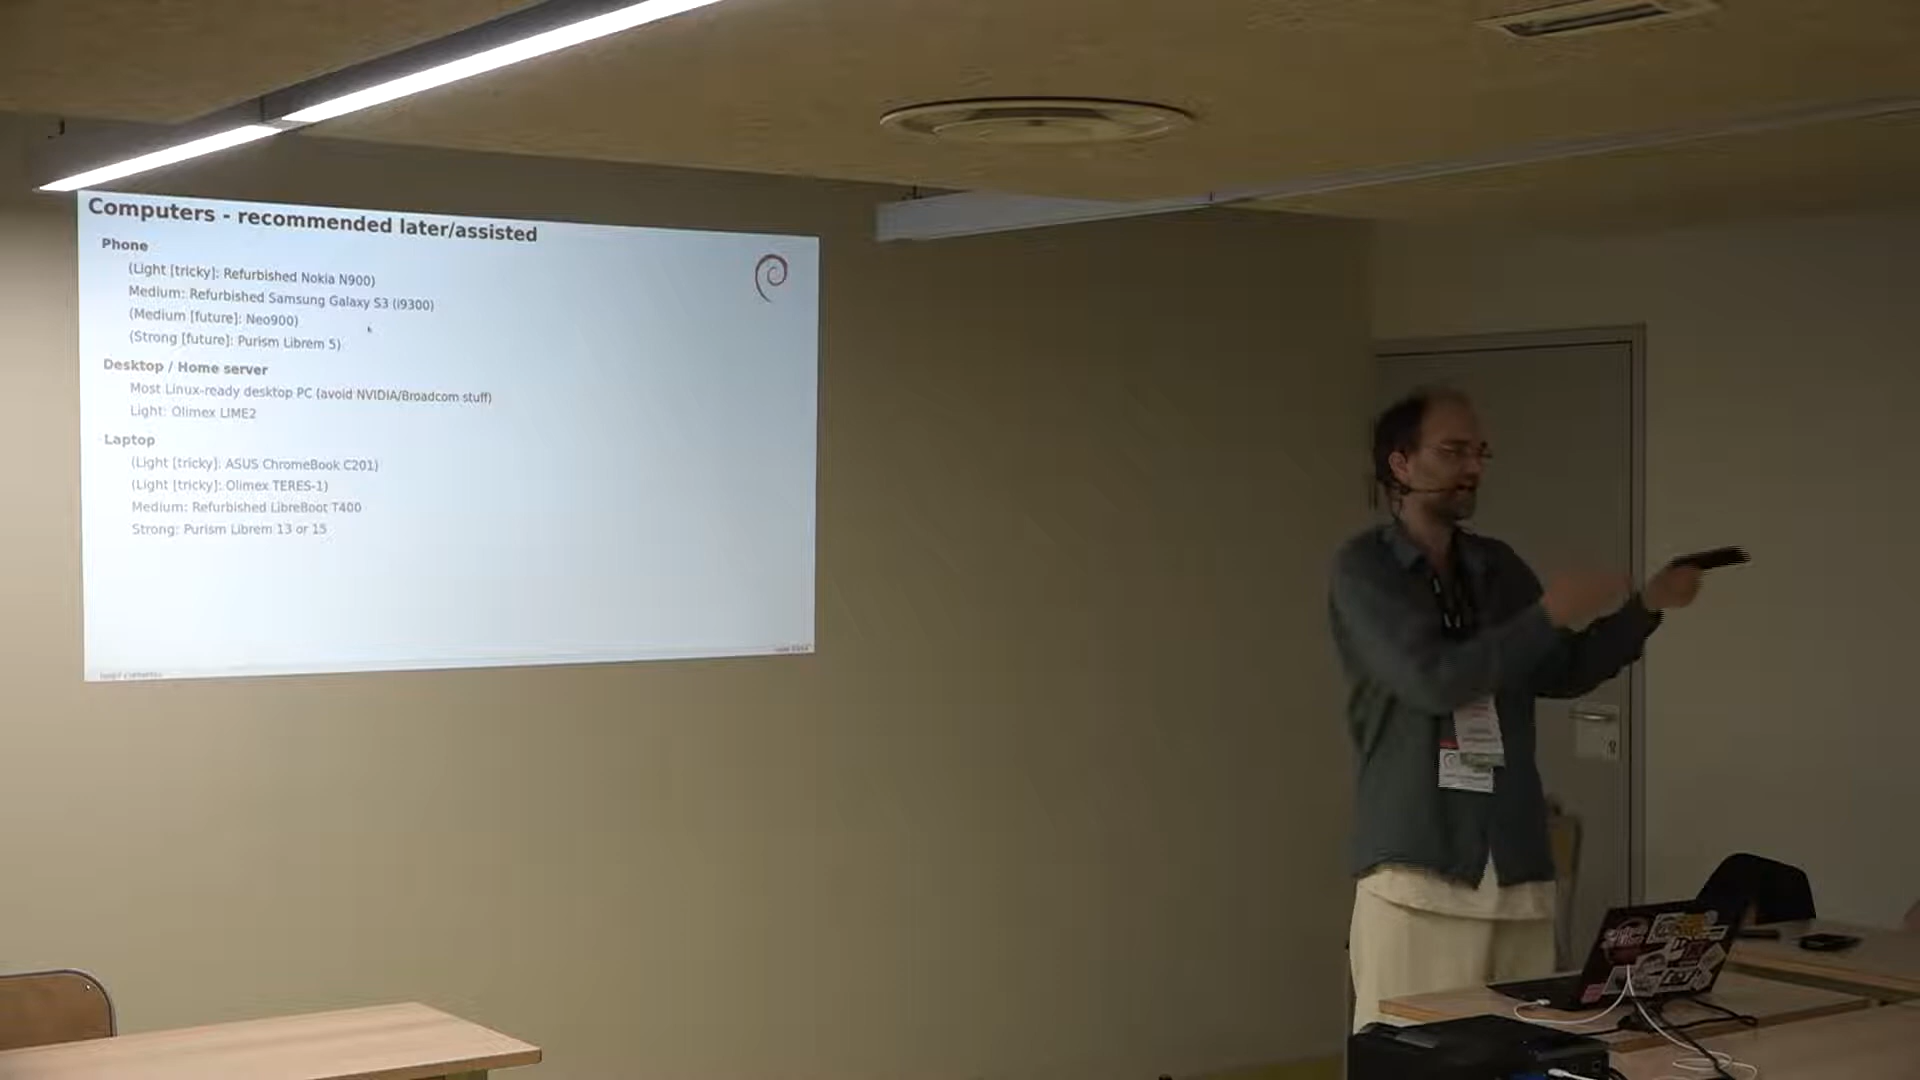 Computers - recommended later/assisted
Phone
(Light [tricky]: Refurbished Nokia N900)
Medium: Refurbished Samsung Galaxy S3 (i9300)
(Medium [future]: Neo900)
(Strong [future]: Purism Librem 5)
Desktop / Home server
Most Linux-ready desktop PC (avoid NVIDIA/Broadcom stuff)
Light: Olimex LIME2
Laptop
(Light [tricky]: ASUS ChromeBook C201)
(Light [tricky]: Olimex TERES-1)
Medium: Refurbished LibreBoot T400
Strong: Purism Librem 13 or 15